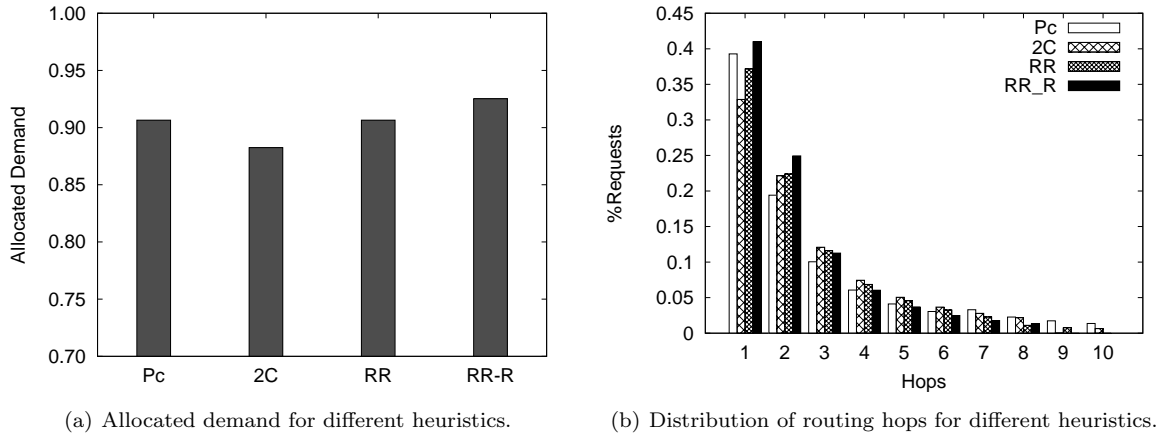 1.00
0.95
0.90
0.85
0.80
0.75
0.70
Allocated Demand
Pc
2C
RR
RR-R
(a) Allocated demand for different heuristics.
0.45
0.4
0.35
0.3
0.25
0.2
0.15
0.1
0.05
0
%Requests
Pc
2C
RR
RR_R
1 2 3 4 5 6 7 8 9 10
Hops
(b) Distribution of routing hops for different heuristics.